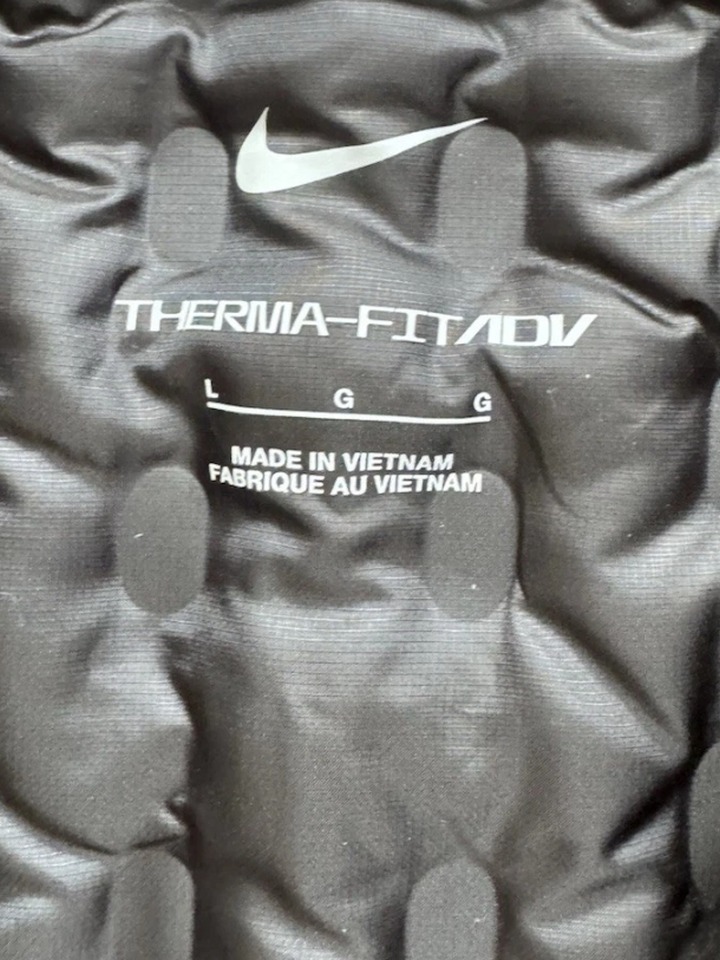 THERMA-FIT ADV
L G G
MADE IN VIETNAM
FABRIQUE AU VIETNAM